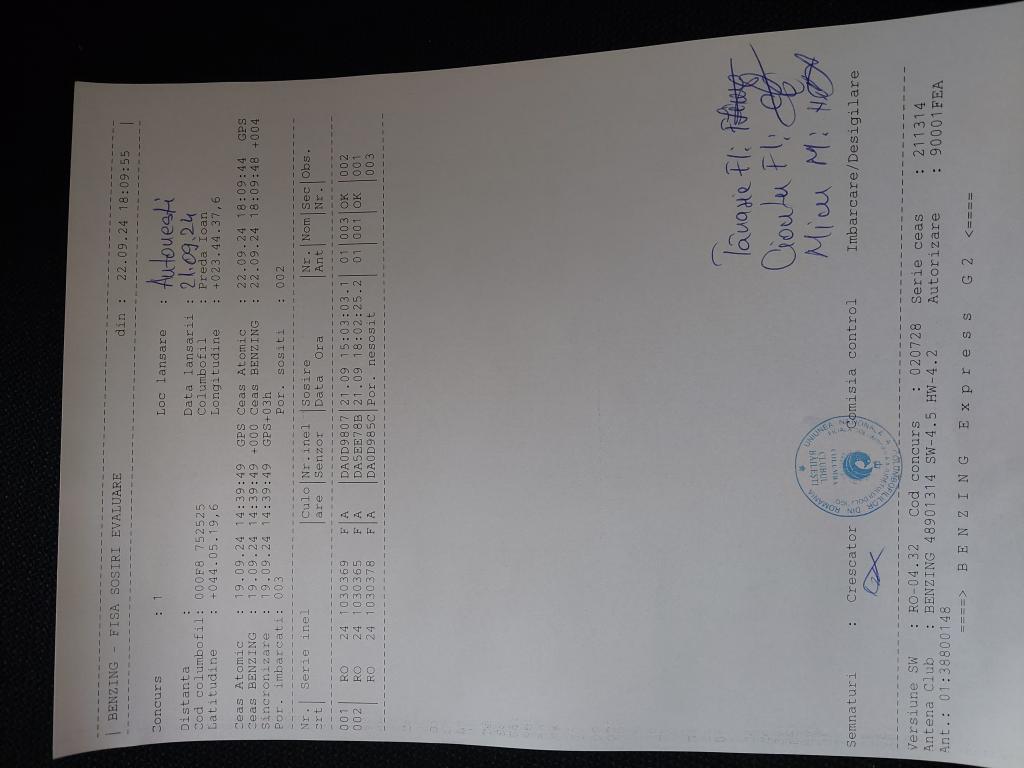 | BENZING - FISA SOSIRI EVALUARE din : 22.09.24 18:09:55 |
Concurs : 1 Loc lansare :
Distanta : Data lansarii : 21.09.24
Cod columbofil: 000F8 752525 Columbofil : Preda Ioan
Latitudine : +044.05.19,6 Longitudine : +023.44.37,6
Ceas Atomic : 19.09.24 14:39:49 GPS Ceas Atomic : 22.09.24 18:09:44 GPS
Ceas BENZING : 19.09.24 14:39:49 +000 Ceas BENZING : 22.09.24 18:09:48 +004
Sincronizare : 19.09.24 14:39:49 GPS+03h
Por. imbarcati: 003 Por. sositi : 002
Nr.| Serie inel |Culo|Nr.inel|Sosire |Nr.|Nom|Sec|Obs.
crt| |are |Senzor |Data Ora |Ant| |Nr.|
001| RO 24 1030369 F|A |DA0D9807|21.09 15:03:03.1| 01|003|OK |002
002| RO 24 1030365 F|A |DA5EE78B|21.09 18:02:25.2| 01|001|OK |001
| RO 24 1030378 F|A |DA0D985C|Por. nesosit | | | |003
Tanasie Fl:
Fl:
Micu M:
Semnaturi : Crescator Comisia control Imbarcare/Desigilare
CLUBUL
BAILESTI
Versiune SW : RO-04.32 Cod concurs : 020728 Serie ceas : 211314
Antena Club : BENZING 48901314 SW-4.5 HW-4.2 Autorizare : 90001FEA
Ant.: 01:38800148
====> B E N Z I N G E x p r e s s G 2 <====